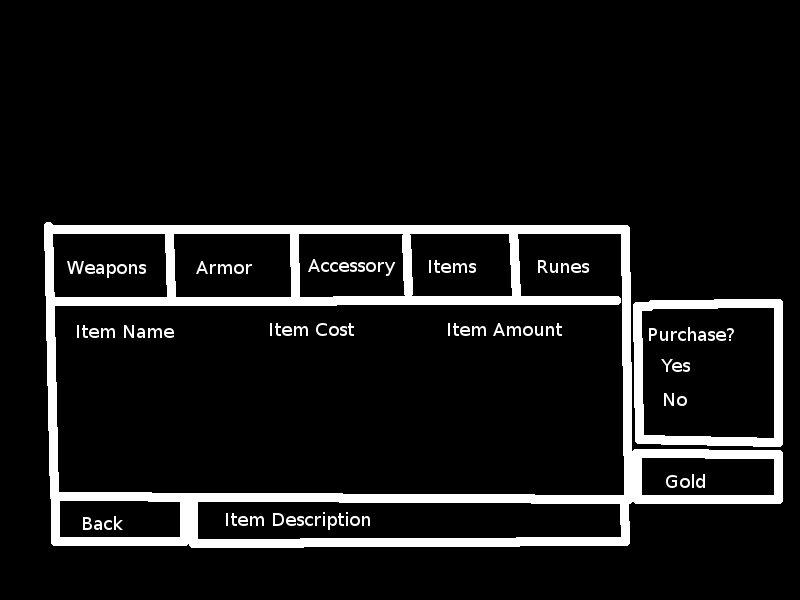 Weapons Armor Accessory Items Runes
Item Name Item Cost Item Amount
Purchase?
Yes
No
Gold
Back Item Description